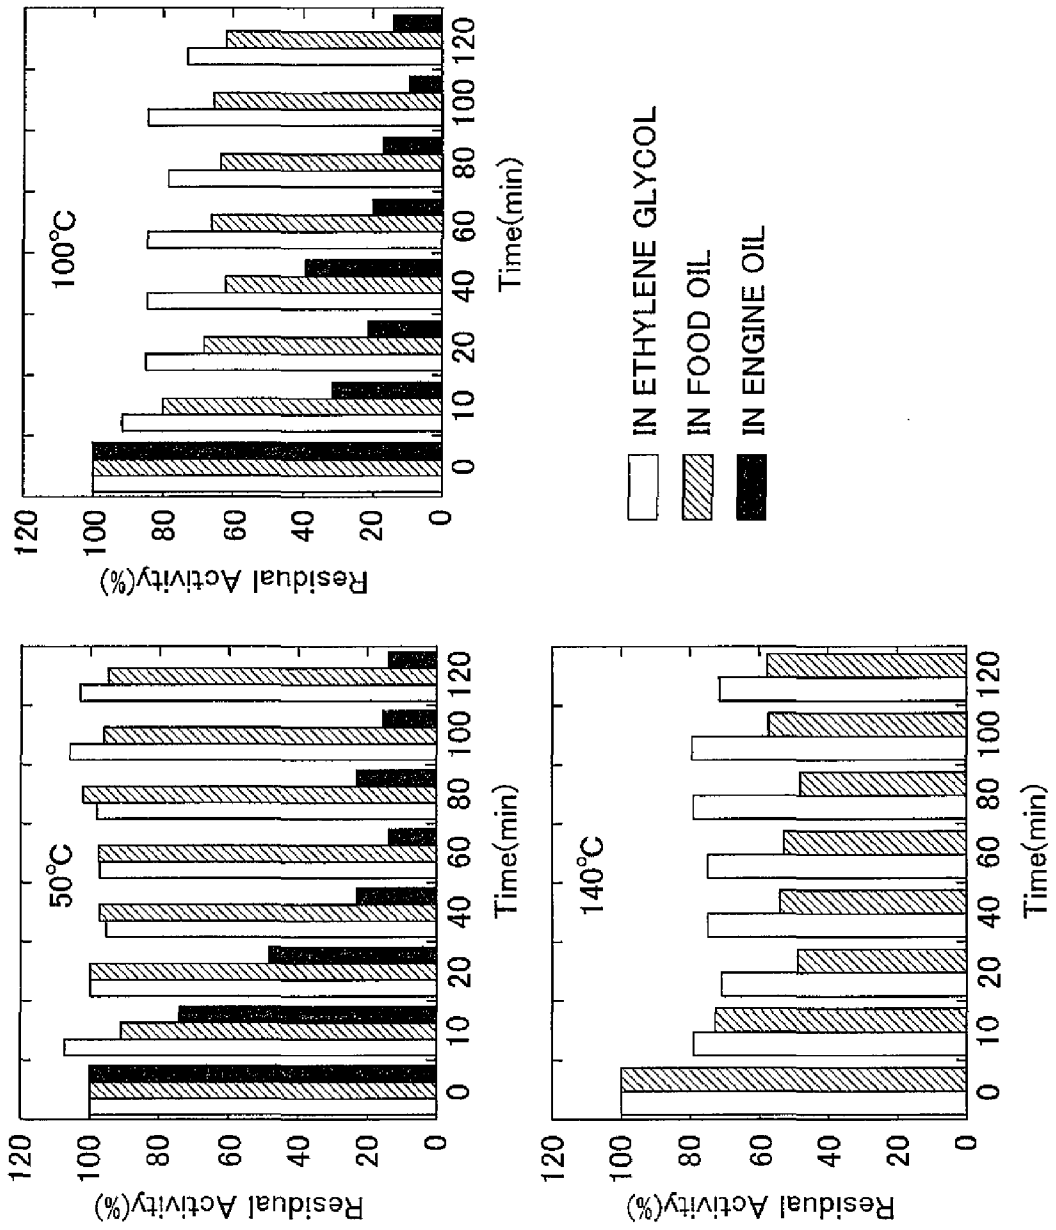 50°C
Residual Activity(%)
120
100
80
60
40
20
0
0 10 20 40 60 80 100 120
Time(min)
100°C
Residual Activity(%)
120
100
80
60
40
20
0
0 10 20 40 60 80 100 120
Time(min)
140°C
Residual Activity(%)
120
100
80
60
40
20
0
0 10 20 40 60 80 100 120
Time(min)
IN ETHYLENE GLYCOL
IN FOOD OIL
IN ENGINE OIL